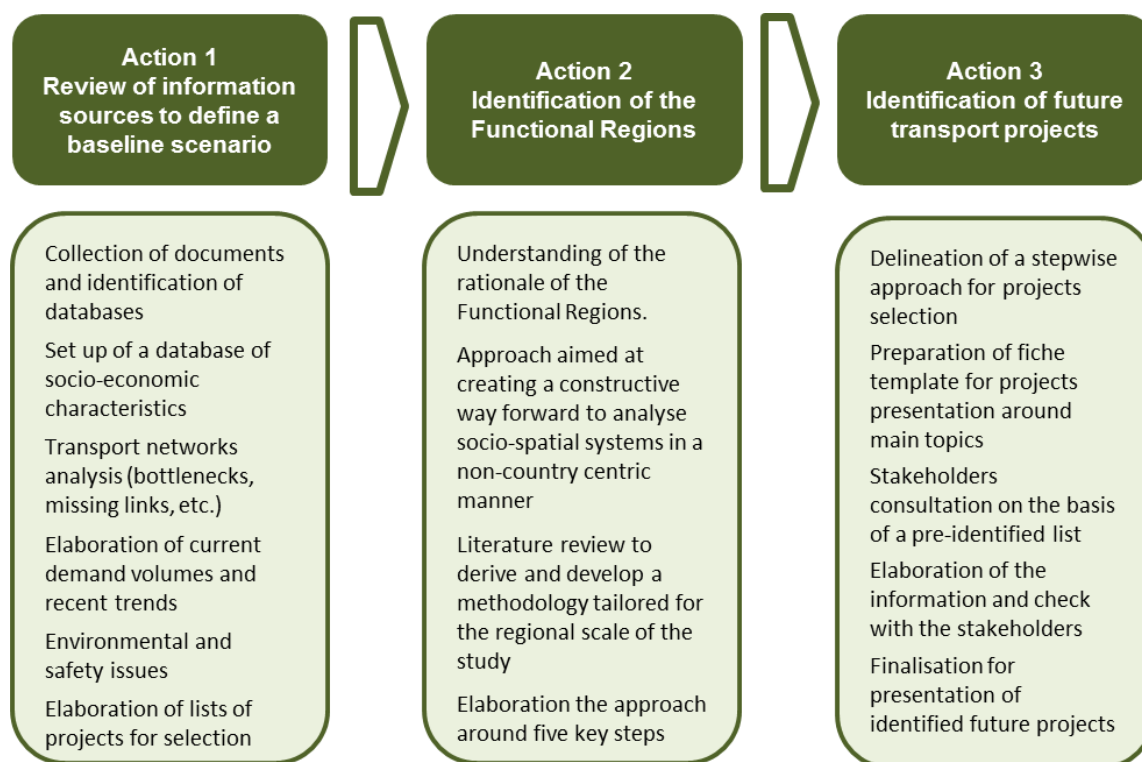 Action 1
Review of information
sources to define a
baseline scenario
Action 2
Identification of the
Functional Regions
Action 3
Identification of future
transport projects
Collection of documents
and identification of
databases
Set up of a database of
socio-economic
characteristics
Transport networks
analysis (bottlenecks,
missing links, etc.)
Elaboration of current
demand volumes and
recent trends
Environmental and
safety issues
Elaboration of lists of
projects for selection
Understanding of the
rationale of the
Functional Regions.
Approach aimed at
creating a constructive
way forward to analyse
socio-spatial systems in a
non-country centric
manner
Literature review to
derive and develop a
methodology tailored for
the regional scale of the
study
Elaboration the approach
around five key steps
Delineation of a stepwise
approach for projects
selection
Preparation of fiche
template for projects
presentation around
main topics
Stakeholders
consultation on the basis
of a pre-identified list
Elaboration of the
information and check
with the stakeholders
Finalisation for
presentation of
identified future projects